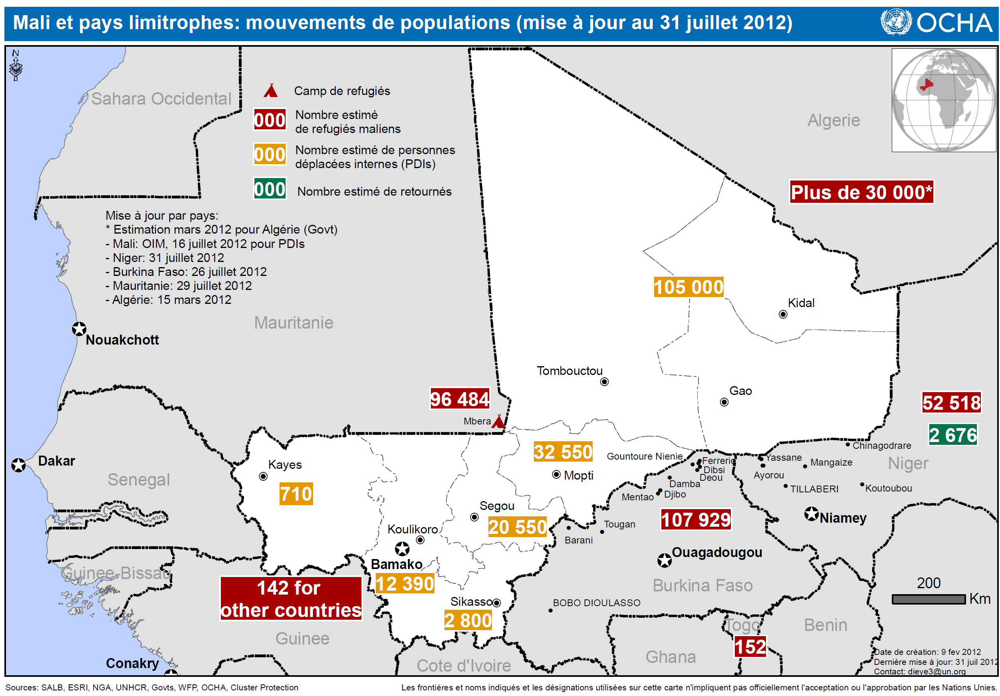 Mali et pays limitrophes: mouvements de populations (mise à jour au 31 juillet 2012)
OCHA
N
Sahara Occidental
Camp de refugiés
000
Nombre estimé
de refugiés maliens
000
Nombre estimé de personnes
déplacées internes (PDIs)
000
Nombre estimé de retournés
Algerie
Plus de 30 000*
Mise à jour par pays:
* Estimation mars 2012 pour Algérie (Govt)
- Mali: OIM, 16 juillet 2012 pour PDIs
- Niger: 31 juillet 2012
- Burkina Faso: 26 juillet 2012
- Mauritanie: 29 juillet 2012
- Algérie: 15 mars 2012
105 000
Kidal
Mauritanie
Nouakchott
Tombouctou
Gao
96 484
Mbera
52 518
2 676
Chinagodrare
32 550
Gountoure Nienie
Ferrerio
Yassane
Mangaize
Niger
Dakar
Kayes
Mopti
Dibsi
Deou
Ayorou
Senegal
Damba
TILLABERI
Koutoubou
710
Mentao
Djibo
Segou
20 550
107 929
Niamey
Tougan
Barani
Koulikoro
Bamako
Ouagadougou
Guinee-Bissau
12 390
142 for
other countries
Burkina Faso
200
Km
Sikasso
2 800
BOBO DIOULASSO
Togo
Benin
Guinee
152
Ghana
Conakry
Cote d'Ivoire
Date de création: 9 fev 2012
Dernière mise à jour: 31 juil 2012
Contact: dieye3@un.org
Sources: SALB, ESRI, NGA, UNHCR, Govts, WFP, OCHA, Cluster Protection
Les frontières et noms indiqués et les désignations utilisées sur cette carte n'impliquent pas officiellement l'acceptation ou l'approbation par les Nations Unies.